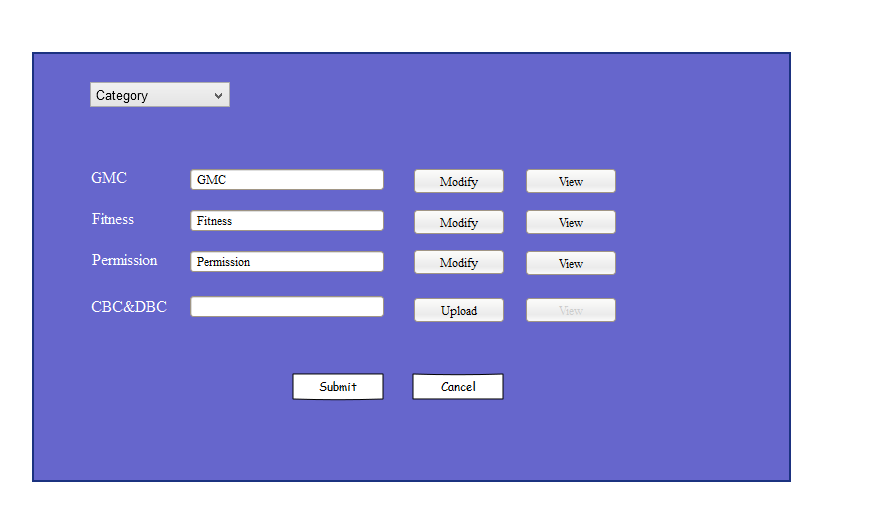 Category
GMC GMC Modify View
Fitness Fitness Modify View
Permission Permission Modify View
CBC&DBC Upload View
Submit Cancel